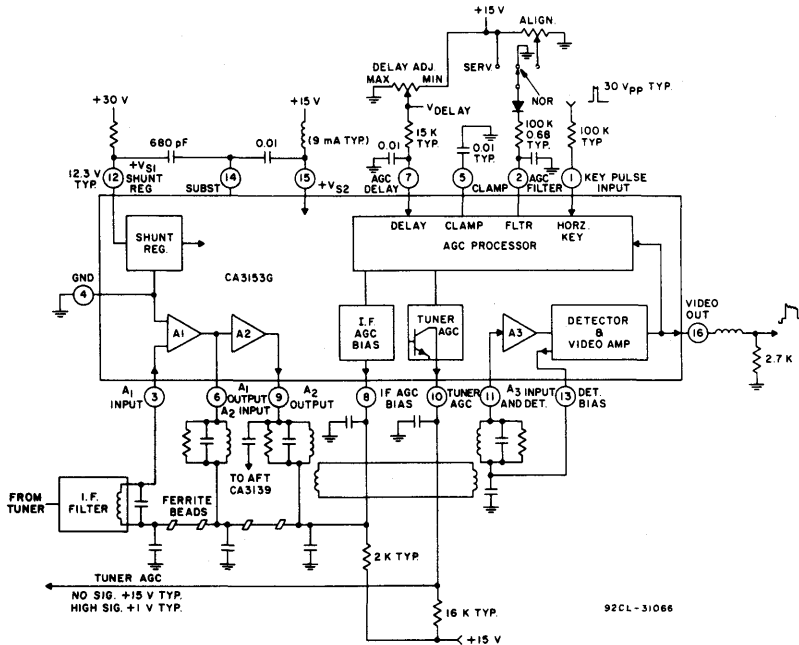 +15 V
ALIGN.
SERV.
DELAY ADJ.
MAX MIN
V DELAY
NOR
30 Vpp TYP.
+30 V
+15 V
680 pF
0.01
(9 mA TYP.)
0.01
15 K
TYP.
0.01
TYP.
100 K
0.68
TYP.
100 K
TYP.
12.3 V
TYP.
12
+VS1
SHUNT
REG
14
SUBST
15
+VS2
7
AGC
DELAY
5
CLAMP
2
AGC
FILTER
1
KEY PULSE
INPUT
SHUNT
REG.
DELAY CLAMP FLTR HORZ.
KEY
AGC PROCESSOR
CA3153G
GND
4
A1
A2
I.F.
AGC
BIAS
TUNER
AGC
A3
DETECTOR
&
VIDEO AMP
VIDEO
OUT
16
2.7 K
A1
INPUT
3
6
A1
OUTPUT
A2
INPUT
9
A2
OUTPUT
8
IF AGC
BIAS
10
TUNER
AGC
11
A3 INPUT
AND DET.
13
DET.
BIAS
TO AFT
CA3139
FROM
TUNER
I.F.
FILTER
FERRITE
BEADS
2 K TYP.
TUNER AGC
NO SIG. +15 V TYP.
HIGH SIG. +1 V TYP.
16 K TYP.
+15 V
92CL-31066